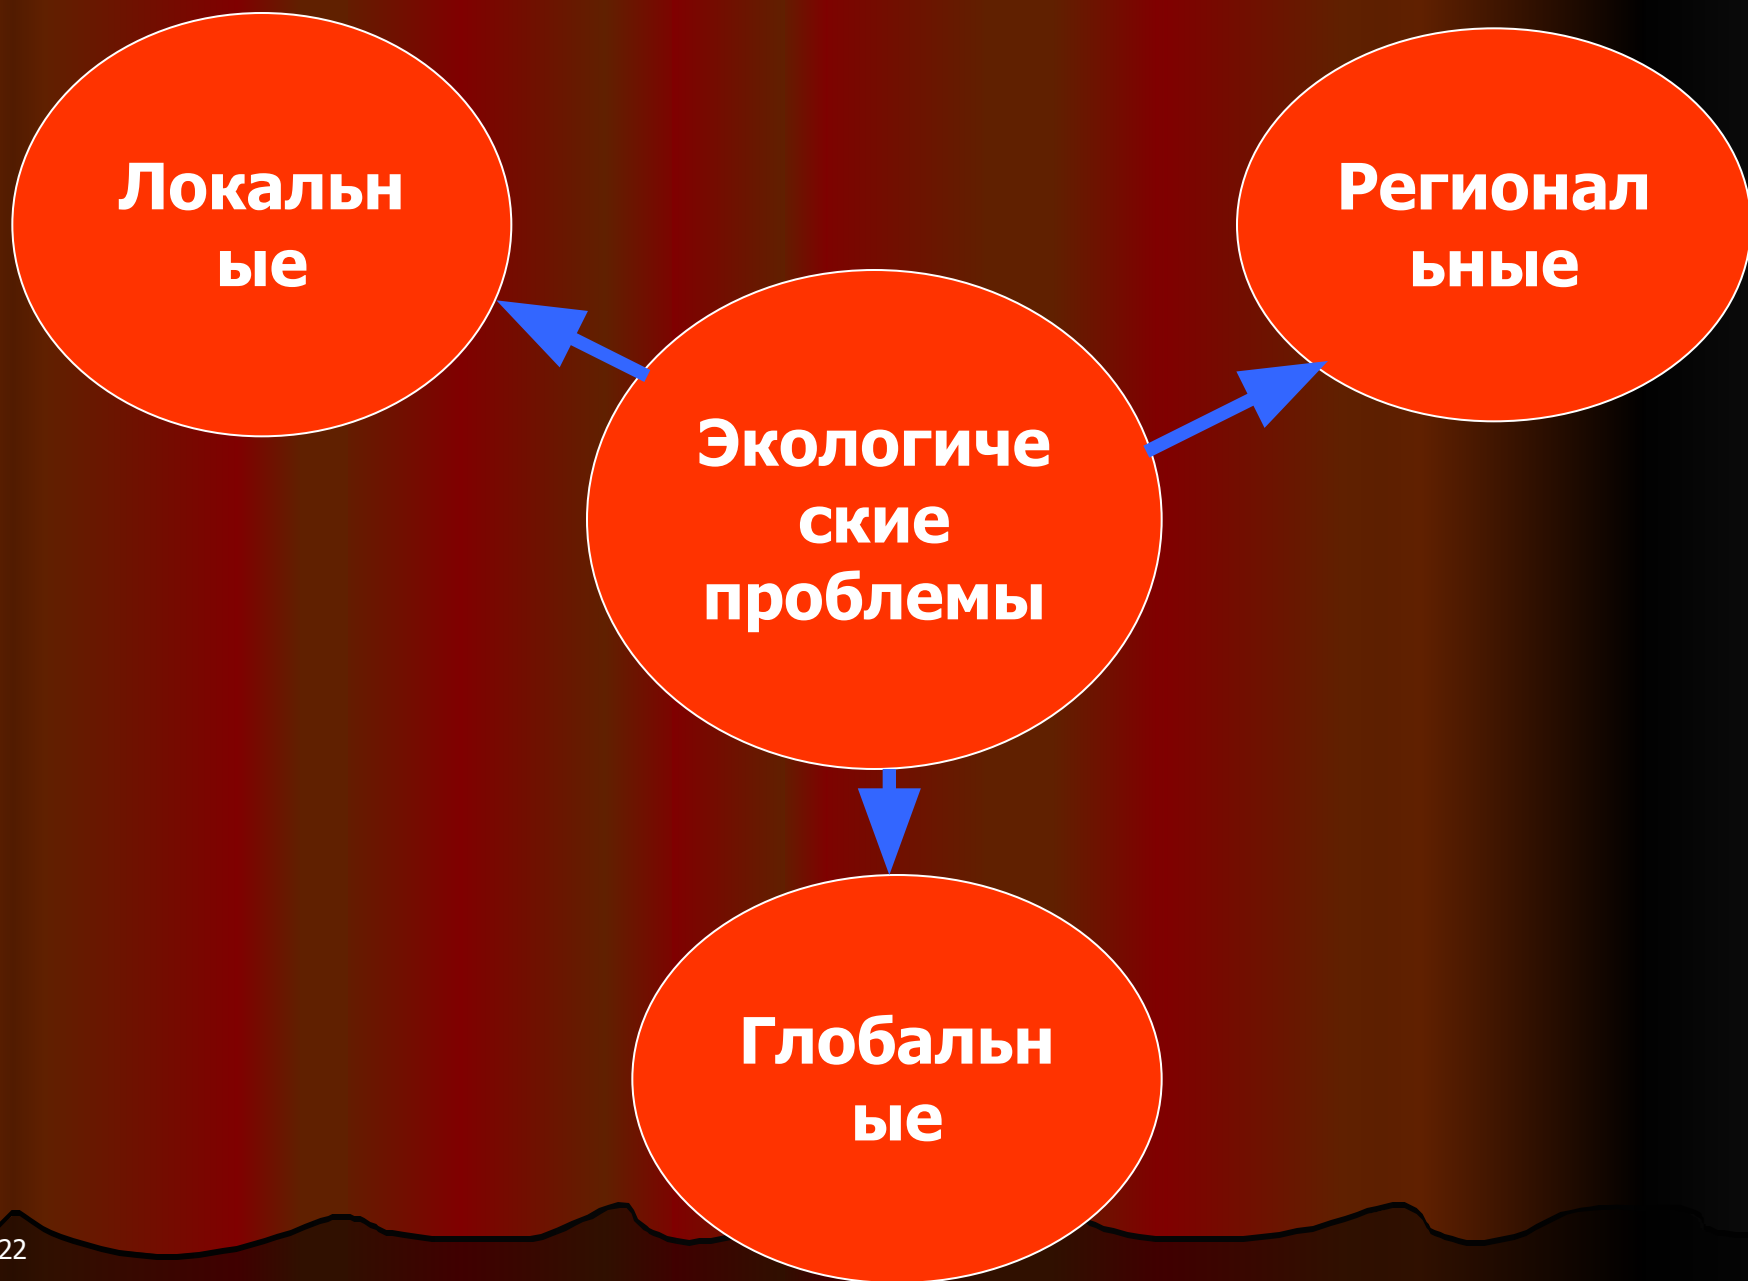 Локальн
ые
Регионал
ьные
Экологиче
ские
проблемы
Глобальн
ые
22